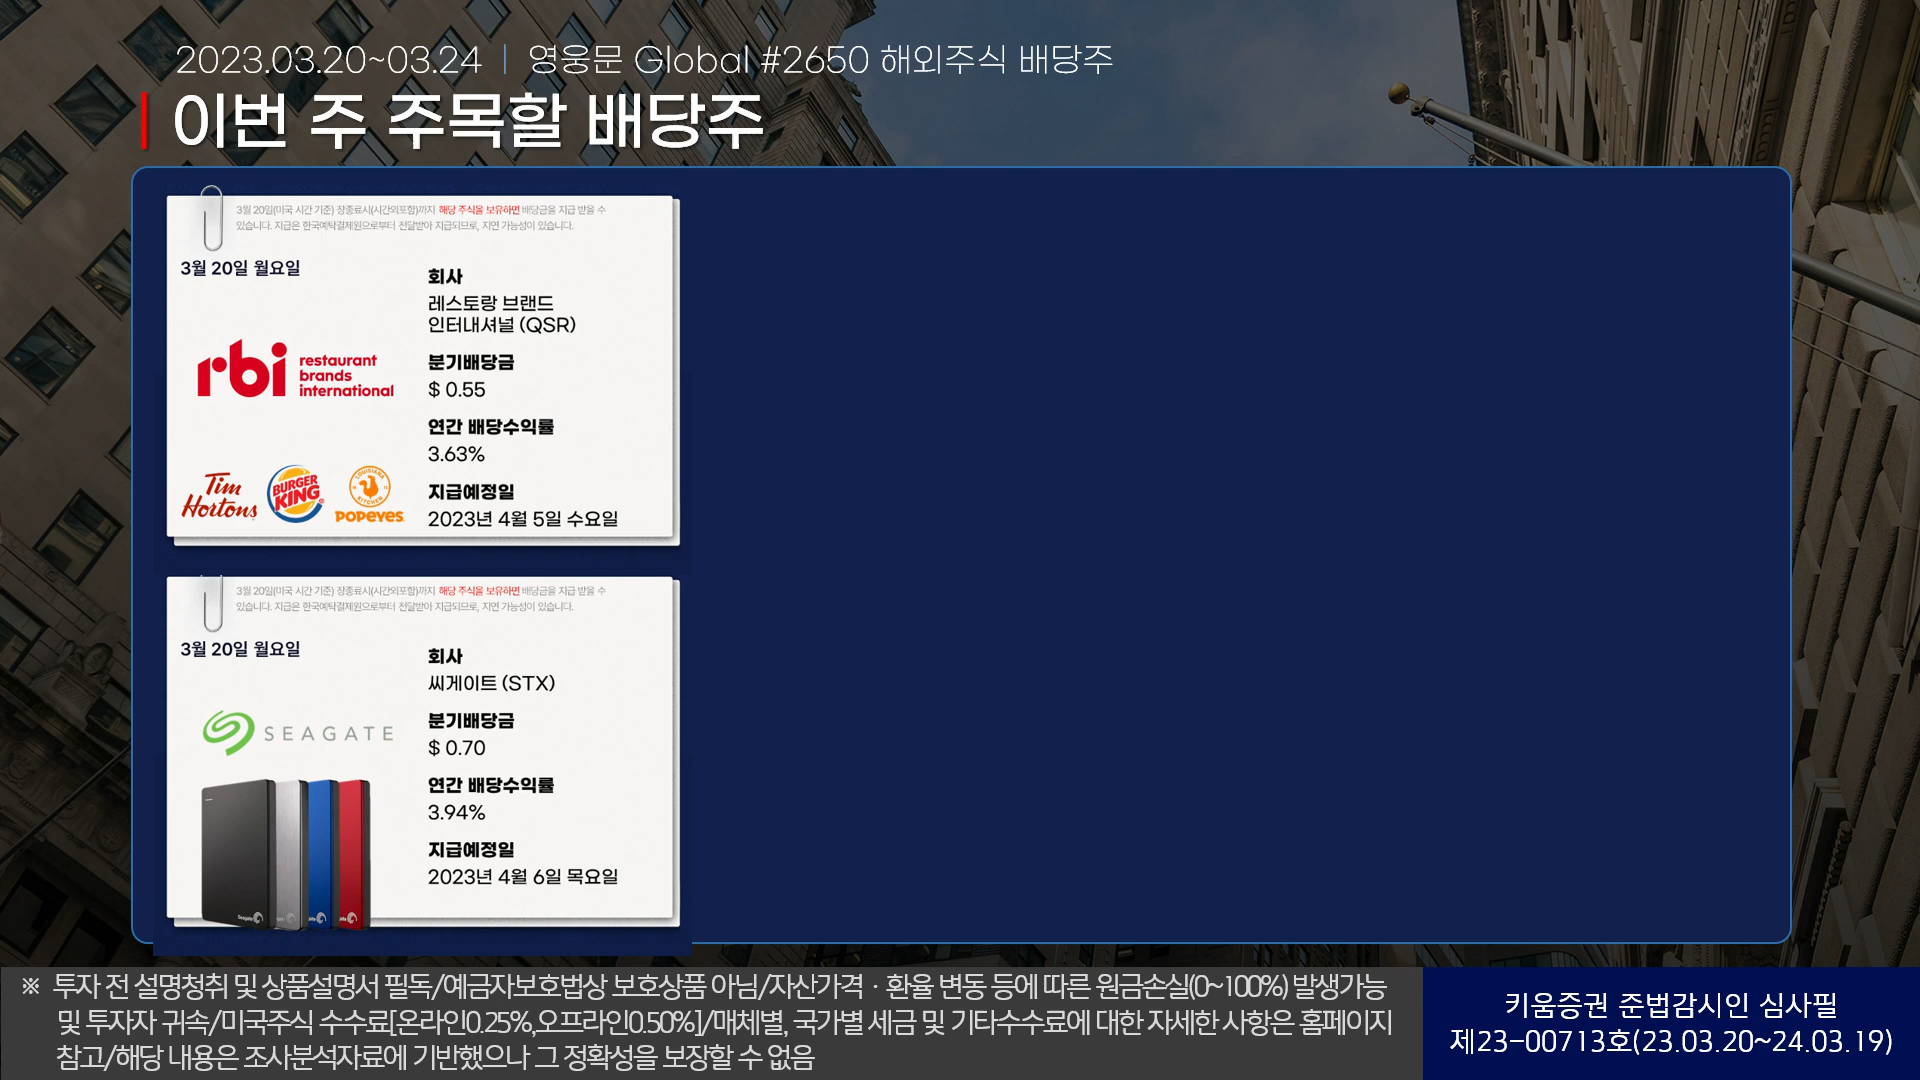 2023.03.20~03.24 | 영웅문 Global #2650 해외주식 배당주
이번 주 주목할 배당주
3월 20일(미국 시간 기준) 장종료시(시간외포함)까지 해당 주식을 보유하면 배당금을 지급 받을 수
있습니다. 지급은 한국예탁결제원으로부터 전달받아 지급되므로, 지연 가능성이 있습니다.
3월 20일 월요일
rbi restaurant
brands
international
Tim
Hortons
BURGER
KING
LOUISIANA
KITCHEN
POPEYES
회사
레스토랑 브랜드
인터내셔널 (QSR)
분기배당금
$ 0.55
연간 배당수익률
3.63%
지급예정일
2023년 4월 5일 수요일
3월 20일(미국 시간 기준) 장종료시(시간외포함)까지 해당 주식을 보유하면 배당금을 지급 받을 수
있습니다. 지급은 한국예탁결제원으로부터 전달받아 지급되므로, 지연 가능성이 있습니다.
3월 20일 월요일
SEAGATE
Seagate
회사
씨게이트 (STX)
분기배당금
$ 0.70
연간 배당수익률
3.94%
지급예정일
2023년 4월 6일 목요일
※ 투자 전 설명청취 및 상품설명서 필독/예금자보호법상 보호상품 아님/자산가격 · 환율 변동 등에 따른 원금손실(0~100%) 발생가능
및 투자자 귀속/미국주식 수수료[온라인0.25%,오프라인0.50%]/매체별, 국가별 세금 및 기타수수료에 대한 자세한 사항은 홈페이지
참고/해당 내용은 조사분석자료에 기반했으나 그 정확성을 보장할 수 없음
키움증권 준법감시인 심사필
제23-00713호(23.03.20~24.03.19)